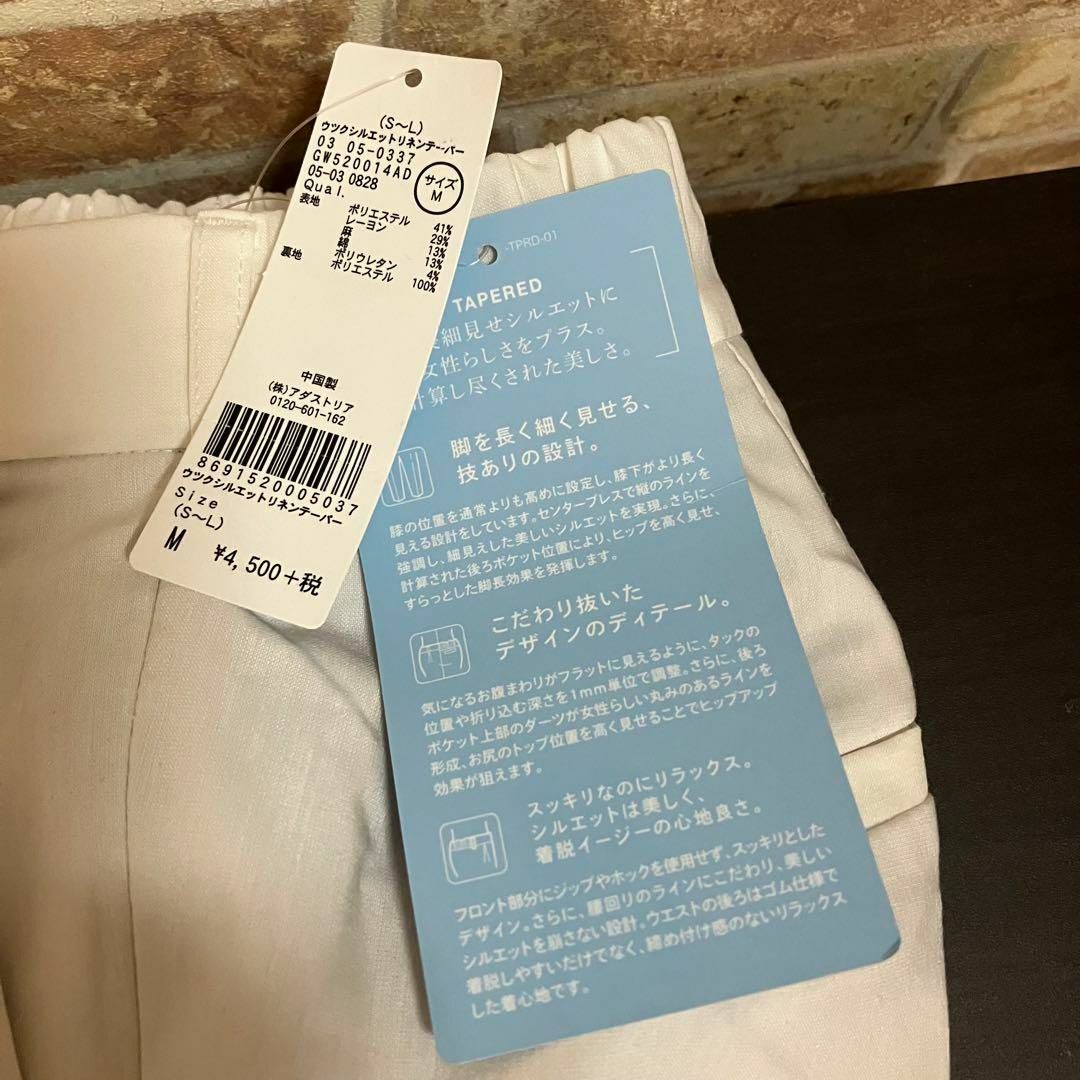 (S～L)
ウツクシルエットリネンテーパー
03 05-0337
GW520014AD
05-03 0828
サイズ
M
Qual.
表地 ポリエステル 41%
レーヨン 29%
麻 13%
綿 13%
ポリウレタン 4%
裏地 ポリエステル 100%
中国製
(株)アダストリア
0120-601-162
8691520005037
ウツクシルエットリネンテーパー
Size
(S～L)
M ¥4,500+税
-TPRD-01
TAPERED
細見せシルエットに
女性らしさをプラス。
計算し尽くされた美しさ。
脚を長く細く見せる、
技ありの設計。
膝の位置を通常よりも高めに設定し、膝下がより長く
見える設計をしています。センタープレスで縦のラインを
強調し、細見えした美しいシルエットを実現。さらに、
計算された後ろポケット位置により、ヒップを高く見せ、
すらっとした脚長効果を発揮します。
こだわり抜いた
デザインのディテール。
気になるお腹まわりがフラットに見えるように、タックの
位置や折り込む深さを1mm単位で調整。さらに、後ろ
ポケット上部のダーツが女性らしい丸みのあるラインを
形成、お尻のトップ位置を高く見せることでヒップアップ
効果が狙えます。
スッキリなのにリラックス。
シルエットは美しく、
着脱イージーの心地良さ。
フロント部分にジップやホックを使用せず、スッキリとした
デザイン。さらに、腰回りのラインにこだわり、美しい
シルエットを崩さない設計。ウエストの後ろはゴム仕様で
着脱しやすいだけでなく、締め付け感のないリラックス
した着心地です。